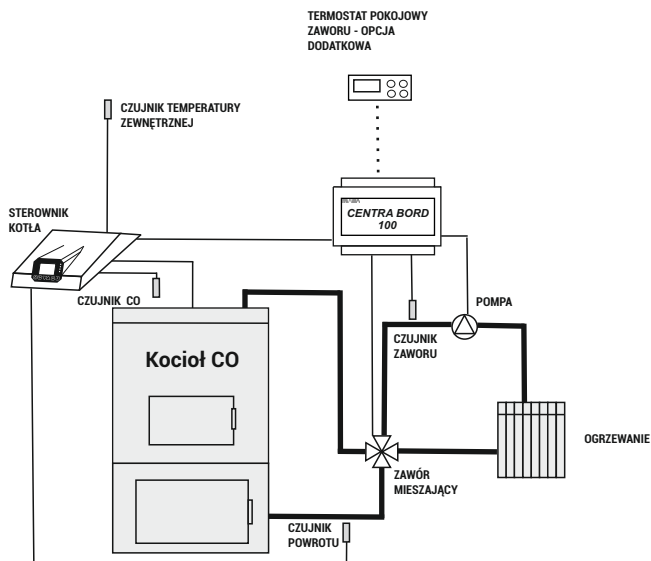 TERMOSTAT POKOJOWY
ZAWORU - OPCJA
DODATKOWA
CZUJNIK TEMPERATURY
ZEWNĘTRZNEJ
STEROWNIK
KOTŁA
CENTRA BORD
100
CZUJNIK CO
POMPA
CZUJNIK
ZAWORU
Kocioł CO
OGRZEWANIE
ZAWÓR
MIESZAJĄCY
CZUJNIK
POWROTU